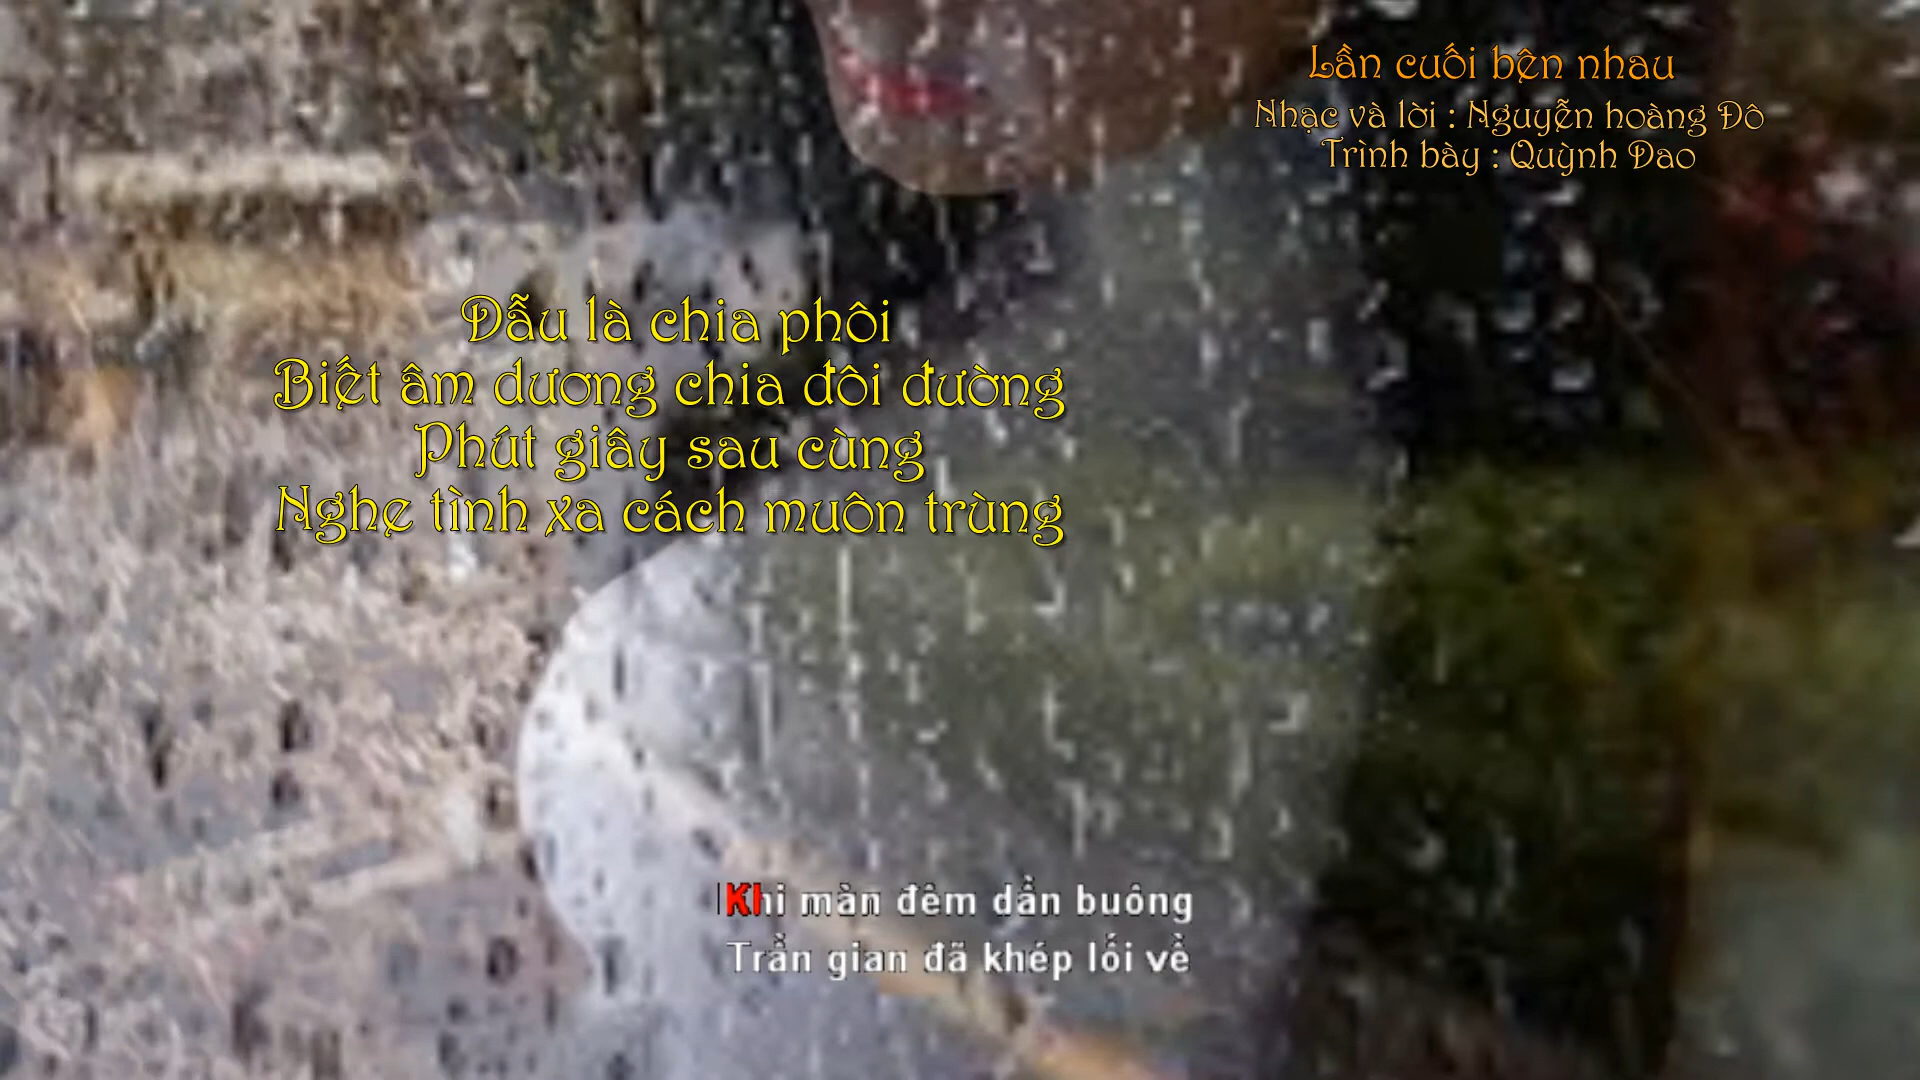 Lần cuối bên nhau
Nhạc và lời : Nguyễn hoàng Đô
Trình bày : Quỳnh Dao
Dẫu là chia phôi
Biết âm dương chia đôi đường
Phút giây sau cùng
Nghe tình xa cách muôn trùng
Khi màn đêm dần buông
Trần gian đã khép lối về